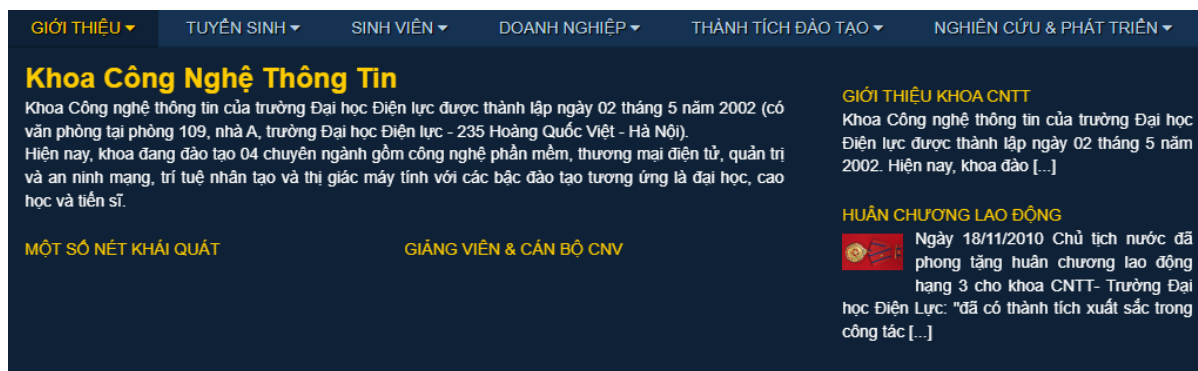 GIỚI THIỆU TUYỂN SINH SINH VIÊN DOANH NGHIỆP THÀNH TÍCH ĐÀO TẠO NGHIÊN CỨU & PHÁT TRIỂN
Khoa Công Nghệ Thông Tin
Khoa Công nghệ thông tin của trường Đại học Điện lực được thành lập ngày 02 tháng 5 năm 2002 (có
văn phòng tại phòng 109, nhà A, trường Đại học Điện lực - 235 Hoàng Quốc Việt - Hà Nội).
Hiện nay, khoa đang đào tạo 04 chuyên ngành gồm công nghệ phần mềm, thương mại điện tử, quản trị
và an ninh mạng, trí tuệ nhân tạo và thị giác máy tính với các bậc đào tạo tương ứng là đại học, cao
học và tiến sĩ.
MỘT SỐ NÉT KHÁI QUÁT
GIẢNG VIÊN & CÁN BỘ CNV
GIỚI THIỆU KHOA CNTT
Khoa Công nghệ thông tin của trường Đại học
Điện lực được thành lập ngày 02 tháng 5 năm
2002. Hiện nay, khoa đào [...]
HUÂN CHƯƠNG LAO ĐỘNG
Ngày 18/11/2010 Chủ tịch nước đã
phong tặng huân chương lao động
hạng 3 cho khoa CNTT- Trường Đại
học Điện Lực: "đã có thành tích xuất sắc trong
công tác [...]